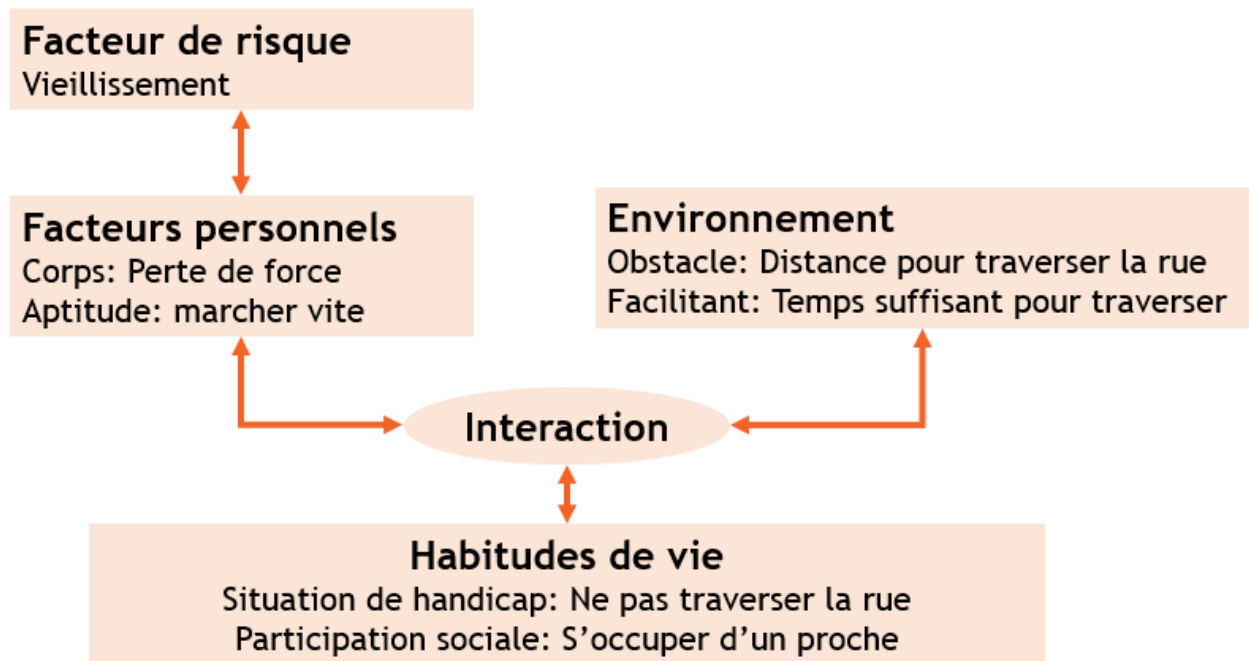 Facteur de risque
Vieillissement
Facteurs personnels
Corps: Perte de force
Aptitude: marcher vite
Environnement
Obstacle: Distance pour traverser la rue
Facilitant: Temps suffisant pour traverser
Interaction
Habitudes de vie
Situation de handicap: Ne pas traverser la rue
Participation sociale: S’occuper d’un proche